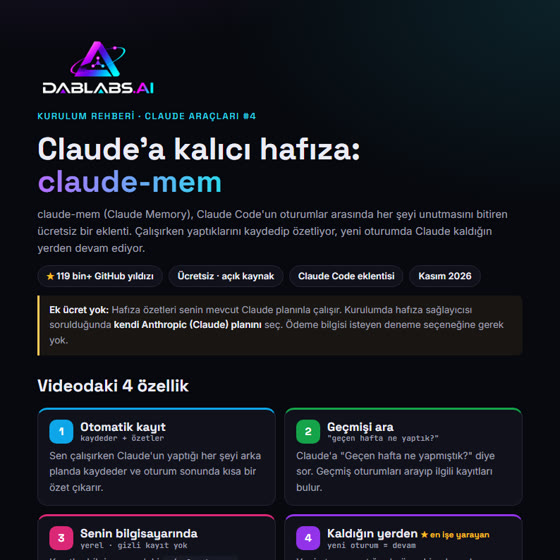 DABLABS.AI
KURULUM REHBERİ · CLAUDE ARAÇLARI #4
Claude'a kalıcı hafıza:
claude-mem
claude-mem (Claude Memory), Claude Code'un oturumlar arasında her şeyi unutmasını bitiren
ücretsiz bir eklenti. Çalışırken yaptıklarını kaydedip özetliyor, yeni oturumda Claude kaldığın
yerden devam ediyor.
★ 119 bin+ GitHub yıldızı
Ücretsiz · açık kaynak
Claude Code eklentisi
Kasım 2026
Ek ücret yok: Hafıza özetleri senin mevcut Claude planınla çalışır. Kurulumda hafıza sağlayıcısı
sorulduğunda kendi Anthropic (Claude) planını seç. Ödeme bilgisi isteyen deneme seçeneğine gerek
yok.
Videodaki 4 özellik
1 Otomatik kayıt
kaydeder + özetler
Sen çalışırken Claude'un yaptığı her şeyi arka
planda kaydeder ve oturum sonunda kısa bir
özet çıkarır.
2 Geçmişi ara
"geçen hafta ne yaptık?"
Claude'a "Geçen hafta ne yapmıştık?" diye
sor. Geçmiş oturumları arayıp ilgili kayıtları
bulur.
3 Senin bilgisayarında
yerel · gizli kayıt yok
4 Kaldığın yerden ★ en işe yarayan
yeni oturum = devam